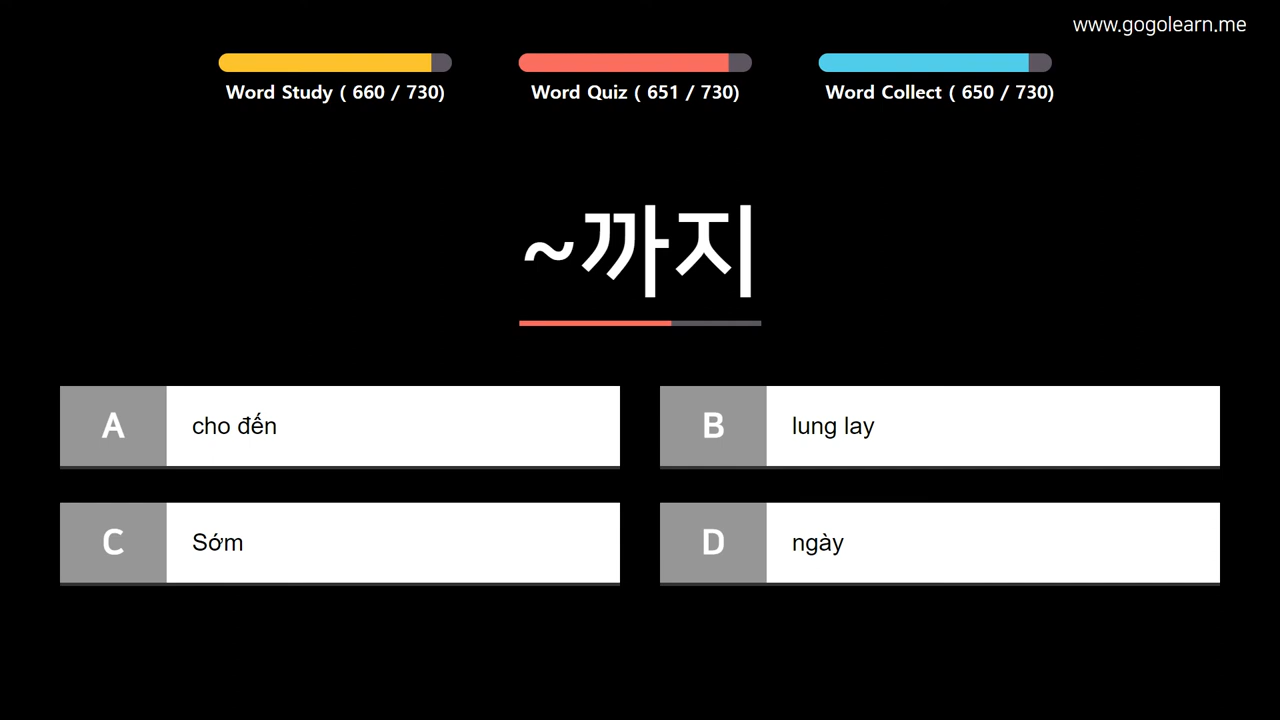 www.gogolearn.me
Word Study ( 660 / 730)
Word Quiz ( 651 / 730)
Word Collect ( 650 / 730)
~까지
A cho đến
B lung lay
C Sớm
D ngày